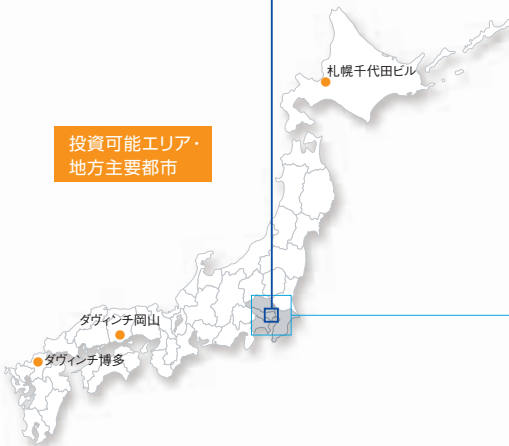 札幌千代田ビル
投資可能エリア・
地方主要都市
ダヴィンチ岡山
ダヴィンチ博多